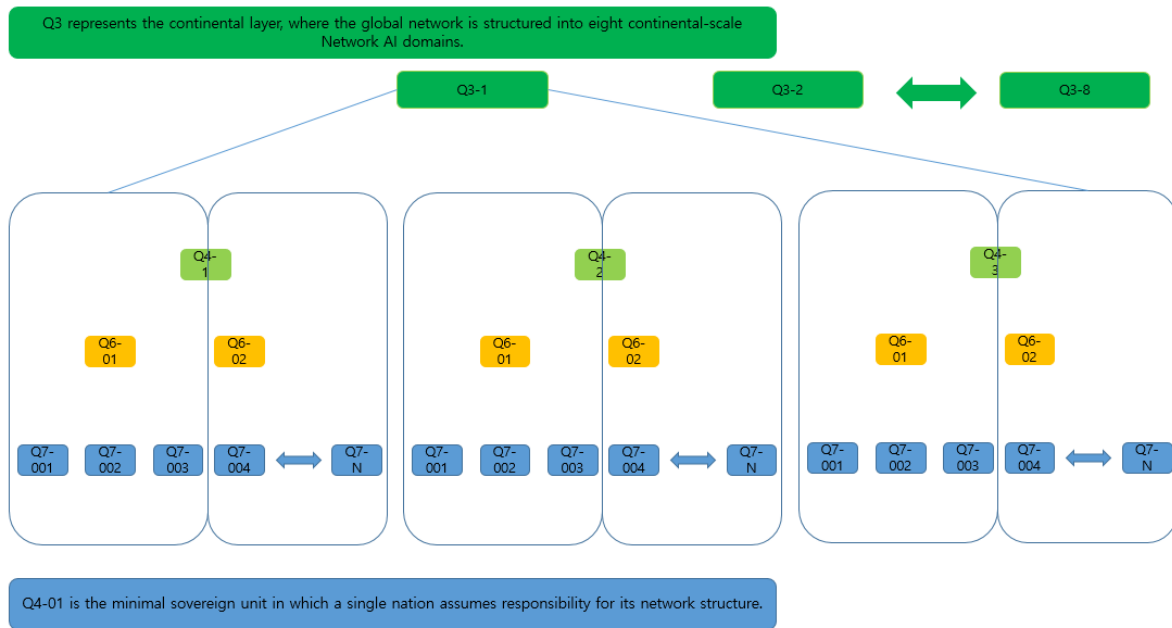 Q3 represents the continental layer, where the global network is structured into eight continental-scale
Network AI domains.
Q3-1
Q3-2
Q3-8
Q4-
1
Q4-
2
Q4-
3
Q6-
01
Q6-
02
Q6-
01
Q6-
02
Q6-
01
Q6-
02
Q7-
001
Q7-
002
Q7-
003
Q7-
004
Q7-
N
Q7-
001
Q7-
002
Q7-
003
Q7-
004
Q7-
N
Q7-
001
Q7-
002
Q7-
003
Q7-
004
Q7-
N
Q4-01 is the minimal sovereign unit in which a single nation assumes responsibility for its network structure.